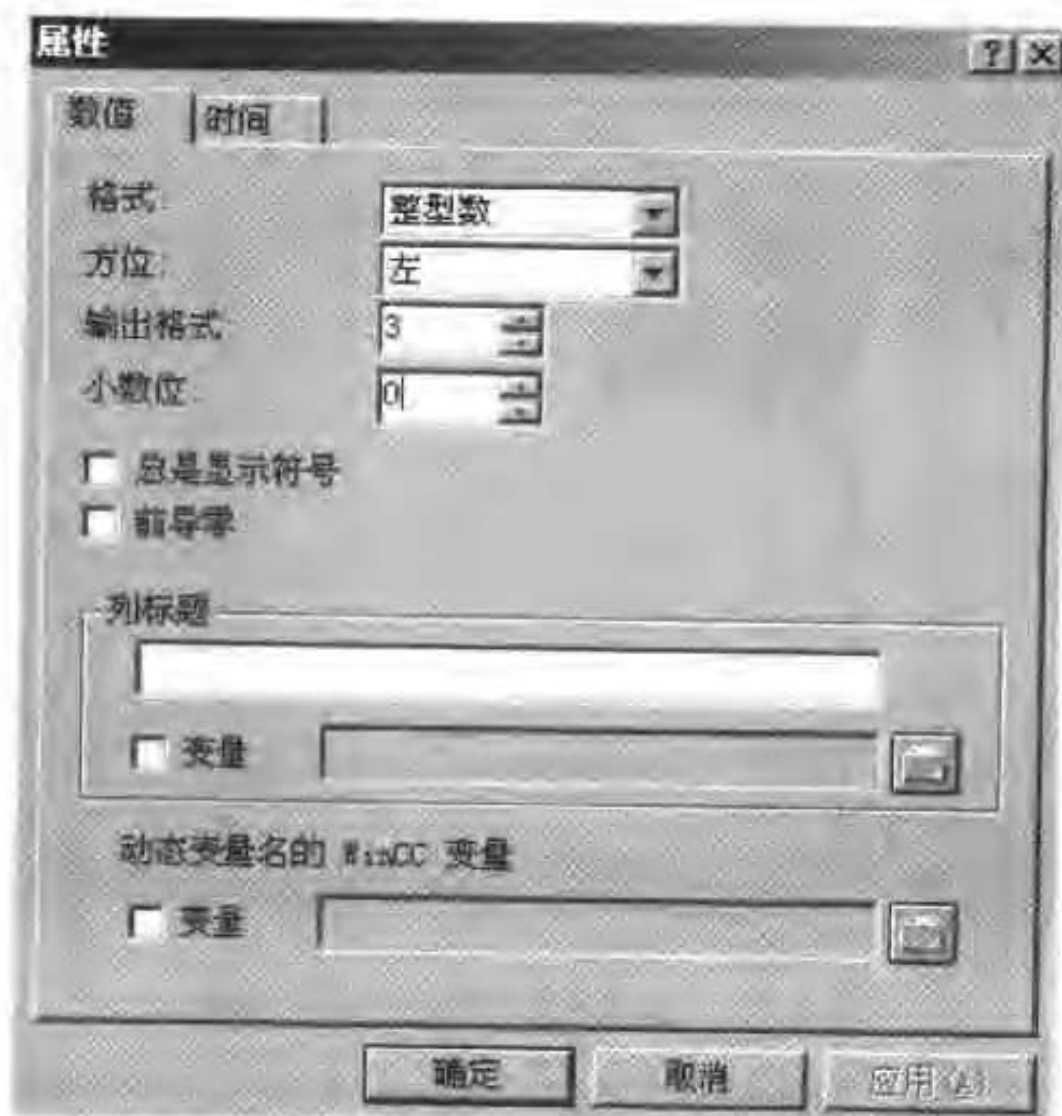 属性
数值 时间
格式: 整型数
方位: 左
输出格式: 3
小数位: 0
总是显示符号
前导零
列标题
变量
动态变量名的 WinCC 变量
变量
确定 取消 应用(A)